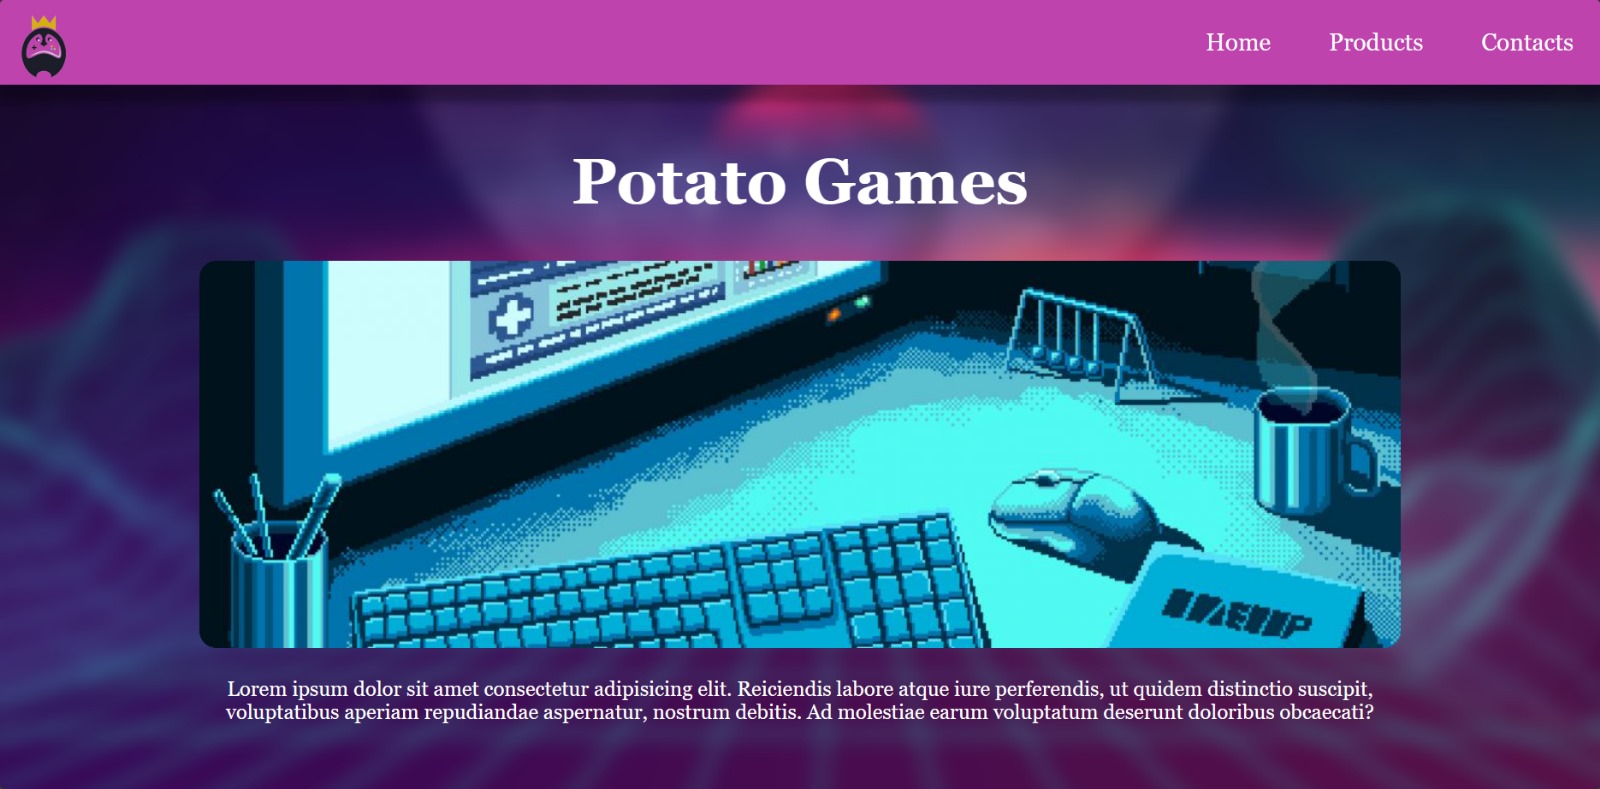 Home Products Contacts
Potato Games
Lorem ipsum dolor sit amet consectetur adipisicing elit. Reiciendis labore atque iure perferendis, ut quidem distinctio suscipit,
voluptatibus aperiam repudiandae aspernatur, nostrum debitis. Ad molestiae earum voluptatum deserunt doloribus obcaecati?